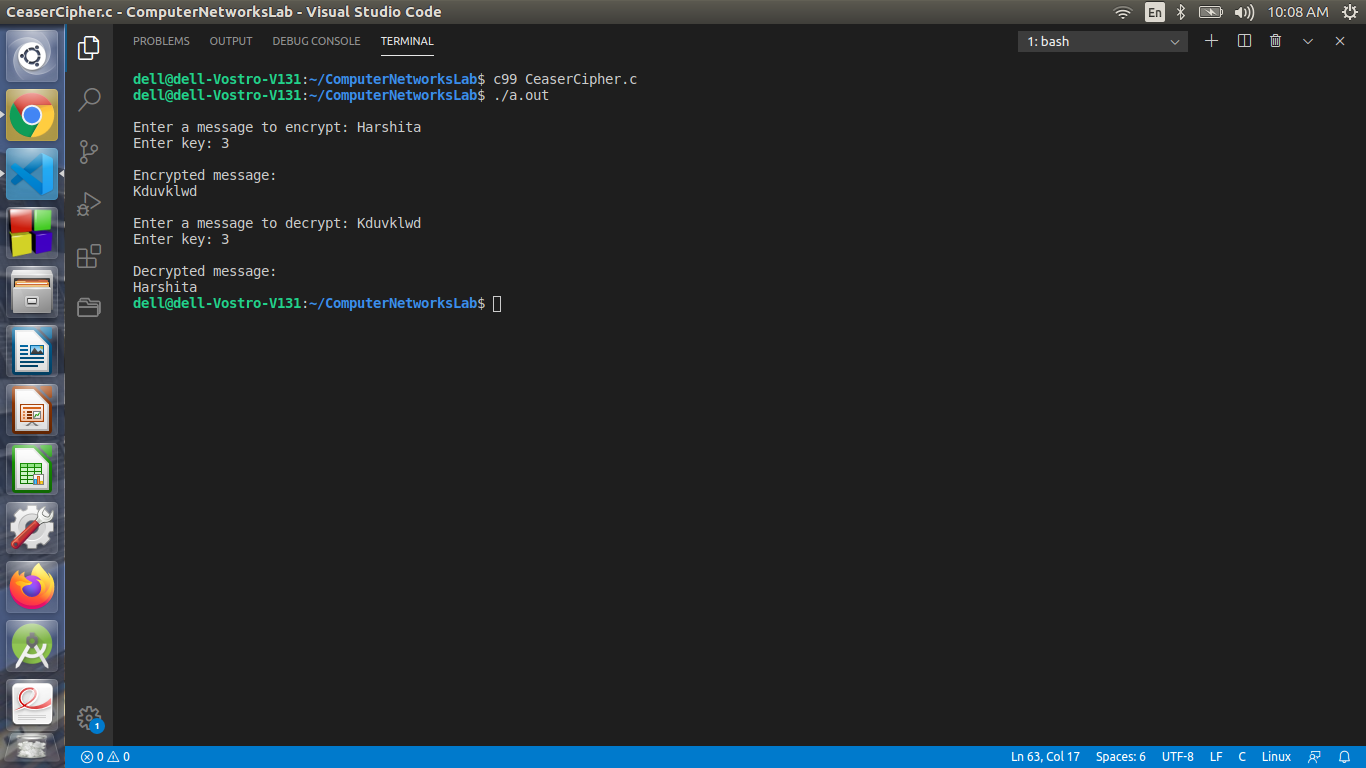 CeaserCipher.c - ComputerNetworksLab - Visual Studio Code
En
10:08 AM
PROBLEMS OUTPUT DEBUG CONSOLE TERMINAL
1: bash
dell@dell-Vostro-V131:~/ComputerNetworksLab$ c99 CeaserCipher.c
dell@dell-Vostro-V131:~/ComputerNetworksLab$ ./a.out
Enter a message to encrypt: Harshita
Enter key: 3
Encrypted message:
Kduvklwd
Enter a message to decrypt: Kduvklwd
Enter key: 3
Decrypted message:
Harshita
dell@dell-Vostro-V131:~/ComputerNetworksLab$
1
0 0
Ln 63, Col 17 Spaces: 6 UTF-8 LF C Linux